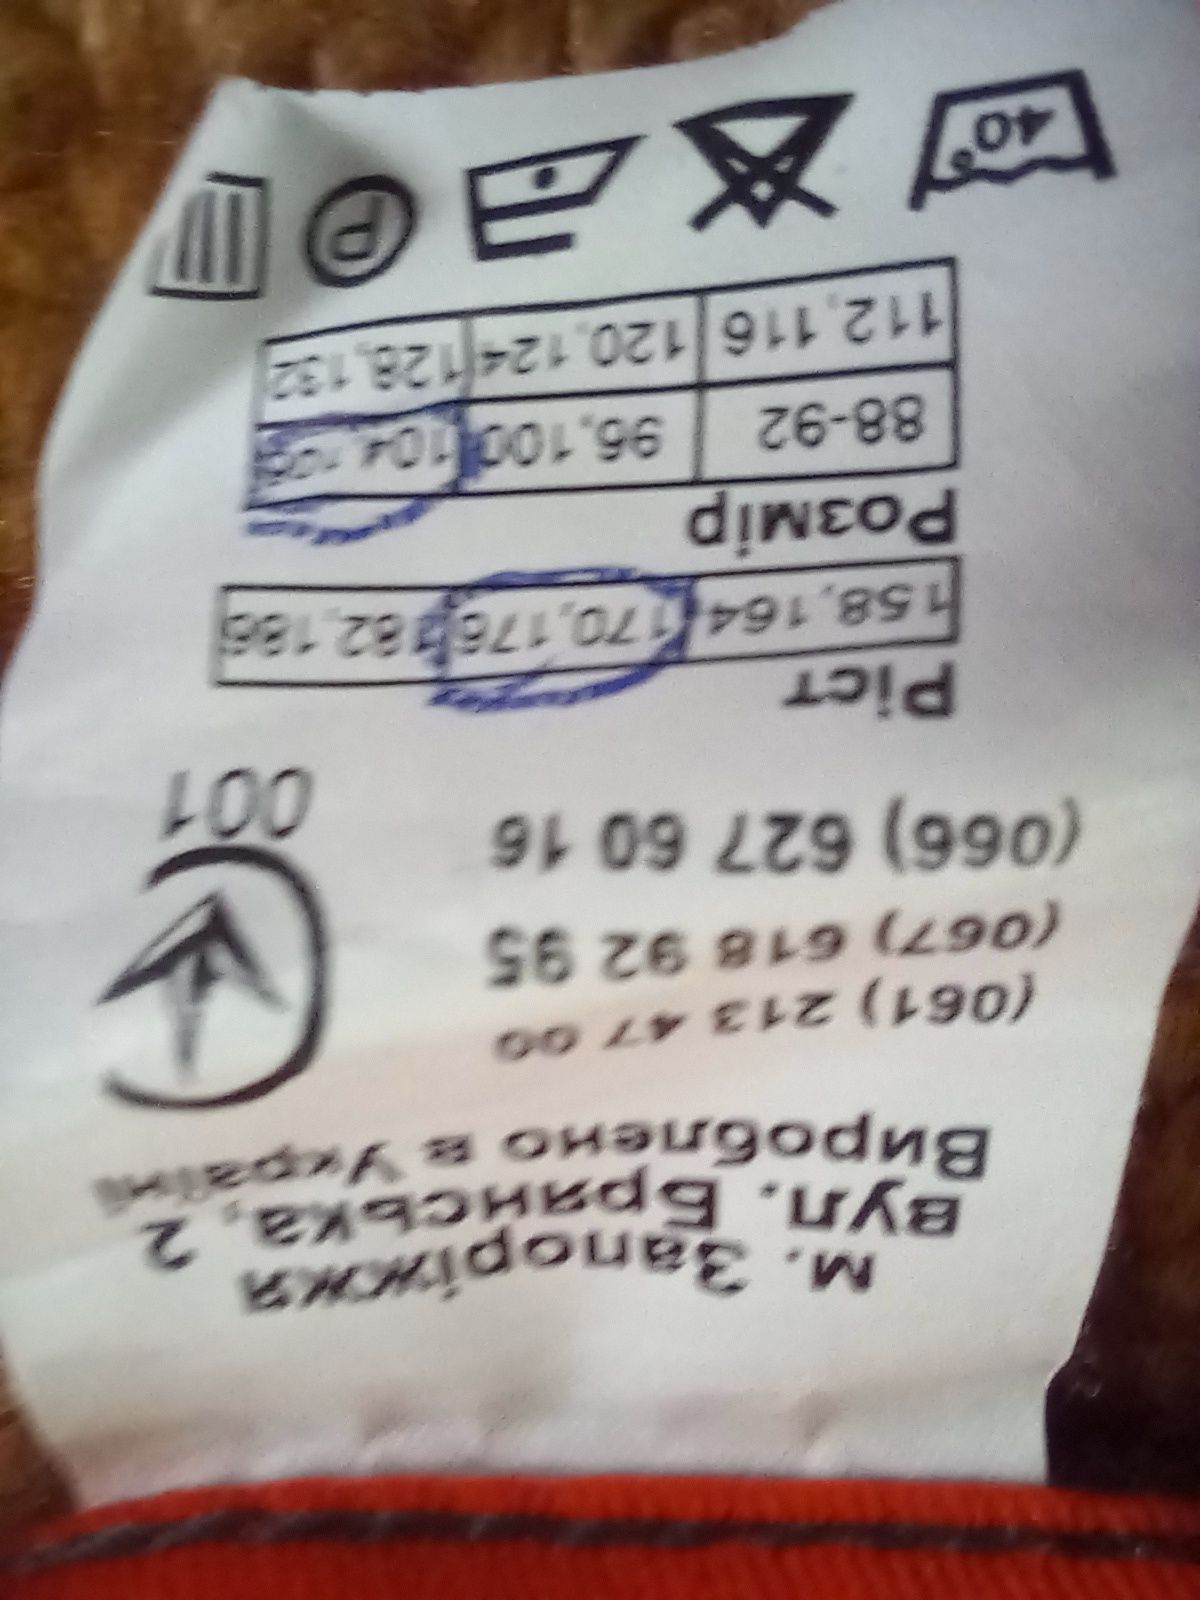 м. Запоріжжя
вул. Брянська, 2
Вироблено в Україні
(061) 213 47 00
(067) 618 92 95
(066) 627 60 16
001
Ріст
158,164 170,176 182,186
Розмір
88-92 96,100 104,108
112,116 120,124 128,132
40° P